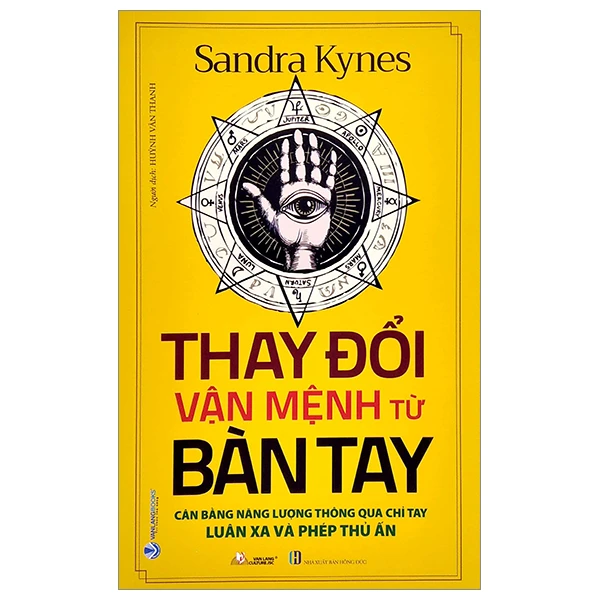 Sandra Kynes
Người dịch: HUỲNH VĂN THANH
JUPITER
APOLLO
MERCURY
MARS
SATURN
LUNA
VENUS
MARS
THAY ĐỔI
VẬN MỆNH TỪ
BÀN TAY
CÂN BẰNG NĂNG LƯỢNG THÔNG QUA CHỈ TAY
LUÂN XA VÀ PHÉP THỦ ẤN
VANLANGBOOKS
VAN LANG
CULTURE.JSC
NHÀ XUẤT BẢN HỒNG ĐỨC